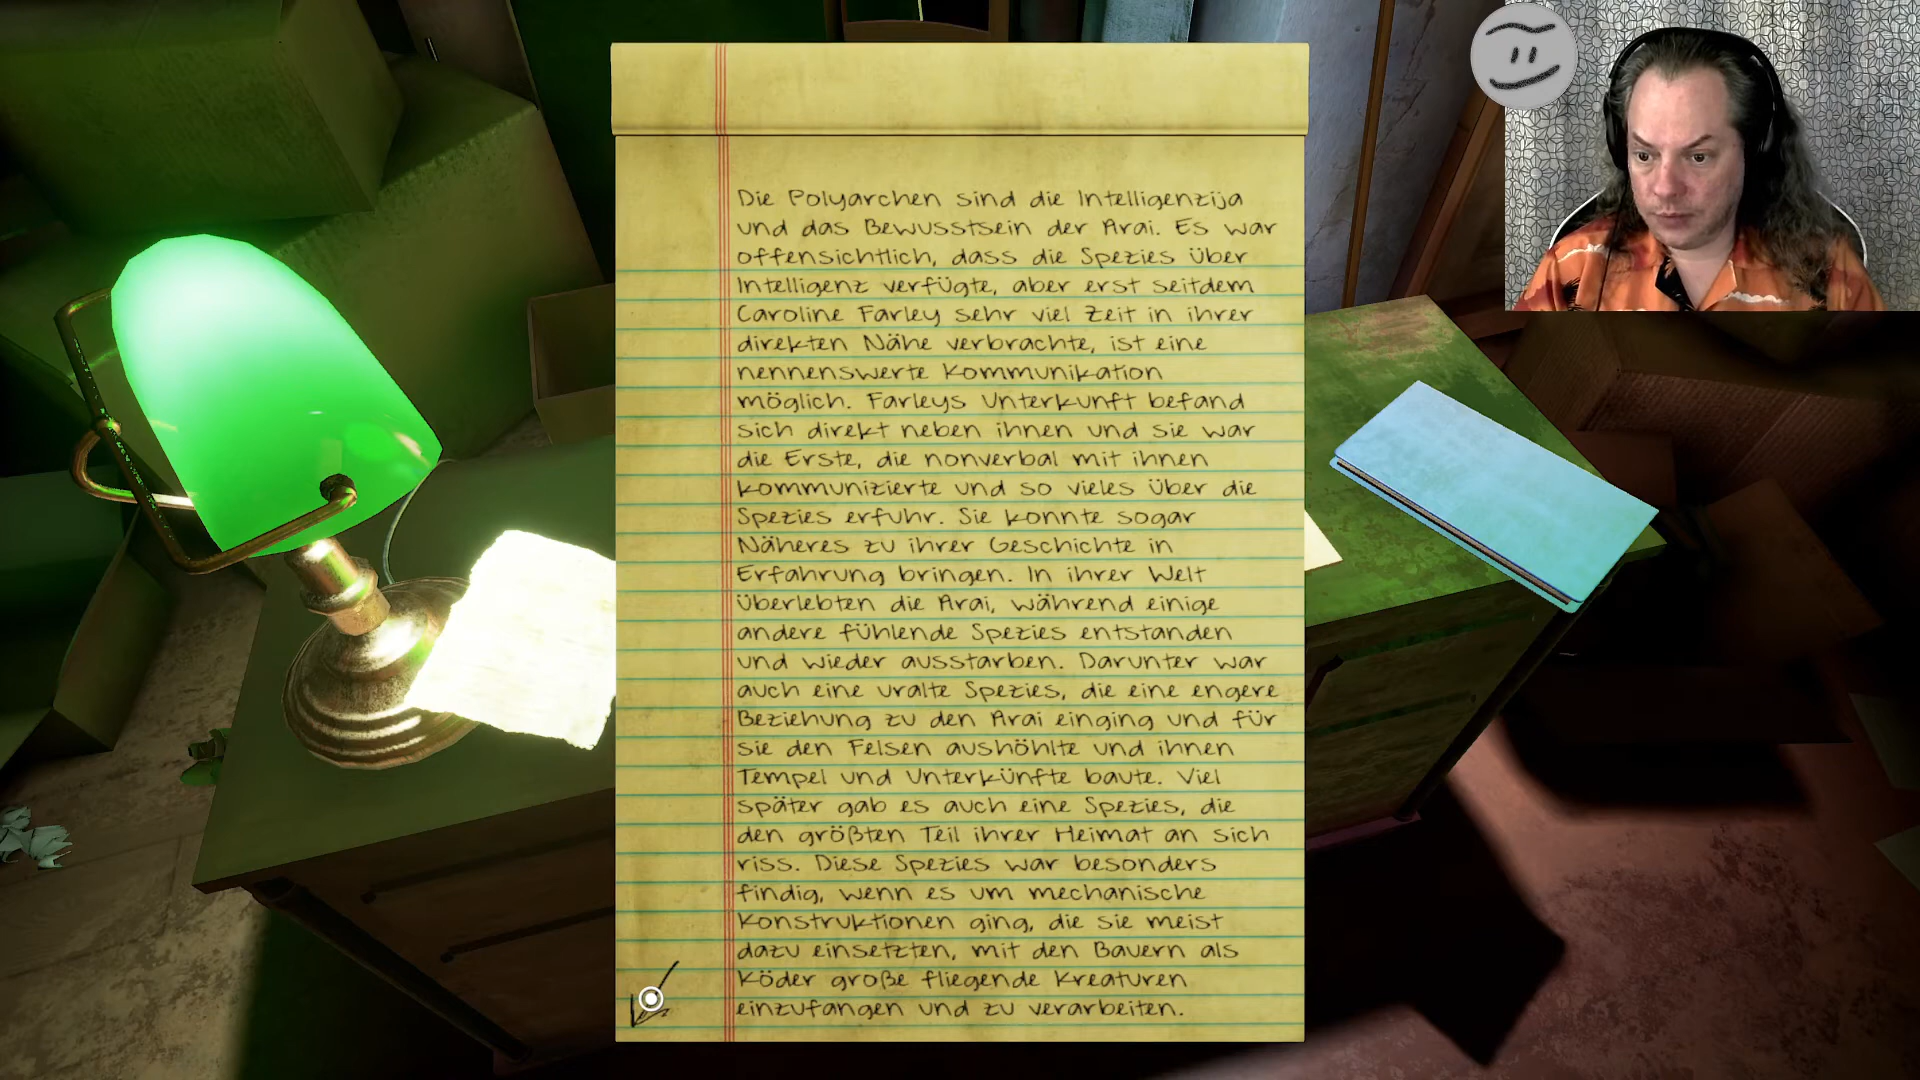 Die Polyarchen sind die Intelligenzija
und das Bewusstsein der Arai. Es war
offensichtlich, dass die Spezies über
Intelligenz verfügte, aber erst seitdem
Caroline Farley sehr viel Zeit in ihrer
direkten Nähe verbrachte, ist eine
nennenswerte Kommunikation
möglich. Farleys Unterkunft befand
sich direkt neben ihnen und sie war
die Erste, die nonverbal mit ihnen
kommunizierte und so vieles über die
Spezies erfuhr. Sie konnte sogar
Näheres zu ihrer Geschichte in
Erfahrung bringen. In ihrer Welt
überlebten die Arai, während einige
andere fühlende Spezies entstanden
und wieder ausstarben. Darunter war
auch eine uralte Spezies, die eine engere
Beziehung zu den Arai einging und für
sie den Felsen aushöhlte und ihnen
Tempel und Unterkünfte baute. Viel
später gab es auch eine Spezies, die
den größten Teil ihrer Heimat an sich
riss. Diese Spezies war besonders
findig, wenn es um mechanische
Konstruktionen ging, die sie meist
dazu einsetzten, mit den Bauern als
Köder große fliegende Kreaturen
einzufangen und zu verarbeiten.